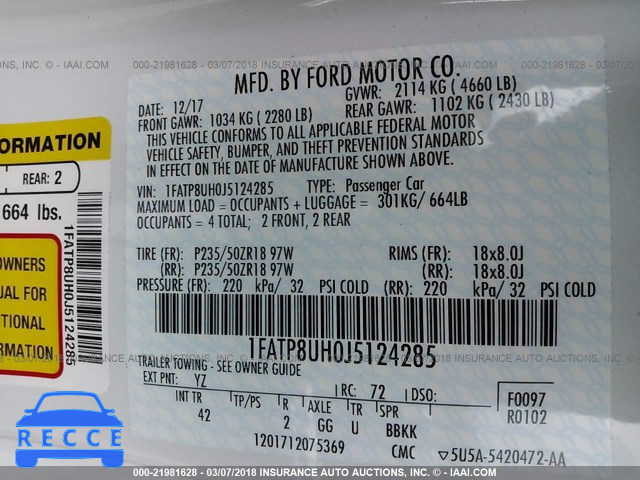 000-21981628 - 03/07/2018 INSURANCE AUTO AUCTIONS, INC. - © IAAI.COM
MFD. BY FORD MOTOR CO.
DATE: 12/17
GVWR: 2114 KG ( 4660 LB)
FRONT GAWR: 1034 KG ( 2280 LB)
REAR GAWR: 1102 KG ( 2430 LB)
THIS VEHICLE CONFORMS TO ALL APPLICABLE FEDERAL MOTOR
VEHICLE SAFETY, BUMPER, AND THEFT PREVENTION STANDARDS
IN EFFECT ON THE DATE OF MANUFACTURE SHOWN ABOVE.
VIN: 1FATP8UH0J5124285 TYPE: Passenger Car
MAXIMUM LOAD = OCCUPANTS + LUGGAGE = 301KG/ 664LB
OCCUPANTS = 4 TOTAL; 2 FRONT, 2 REAR
TIRE (FR): P235/50ZR18 97W RIMS (FR): 18x8.0J
(RR): P235/50ZR18 97W (RR): 18x8.0J
PRESSURE (FR): 220 kPa/ 32 PSI COLD (RR): 220 kPa/ 32 PSI COLD
1FATP8UH0J5124285
TRAILER TOWING - SEE OWNER GUIDE
EXT PNT: YZ RC: 72 DSO:
F0097
R0102
INT TR TP/PS R AXLE TR SPR
42 2 GG U BBKK
1201712075369 CMC ▽5U5A-5420472-AA
FORMATION
REAR: 2
664 lbs.
OWNERS
UAL FOR
TIONAL
RMATION
1FATP8UH0J5124285
RECCE
000-21981628 - 03/07/2018 INSURANCE AUTO AUCTIONS, INC. - © IAAI.COM